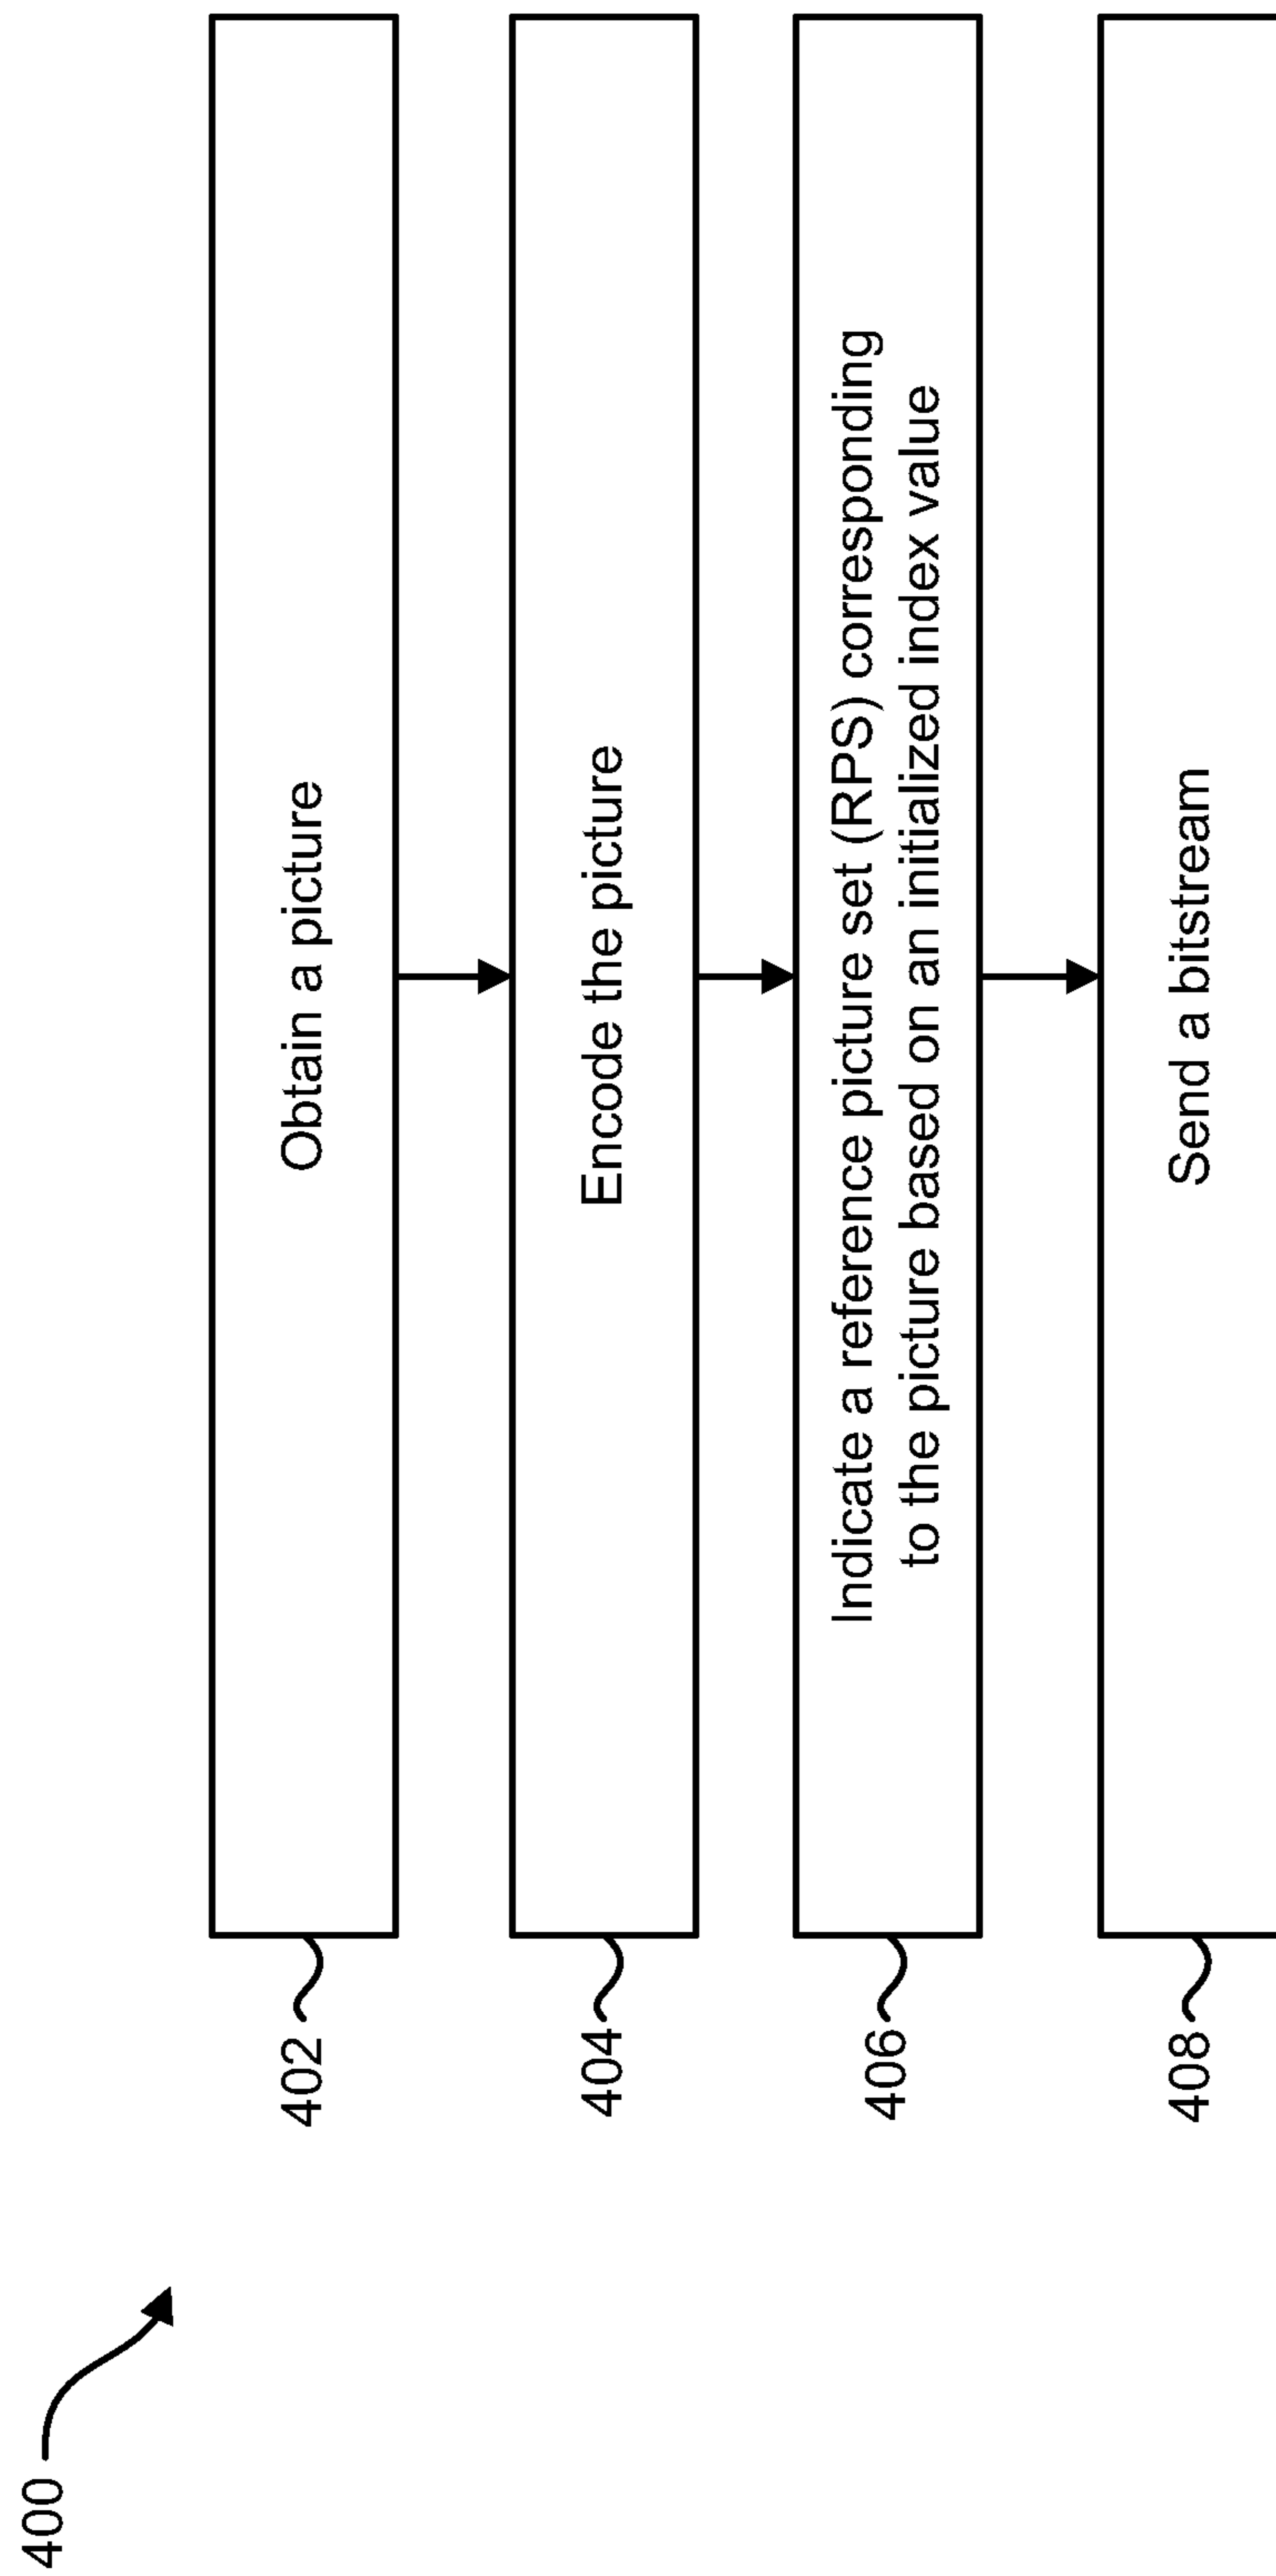 400
402
Obtain a picture
404
Encode the picture
406
Indicate a reference picture set (RPS) corresponding
to the picture based on an initialized index value
408
Send a bitstream